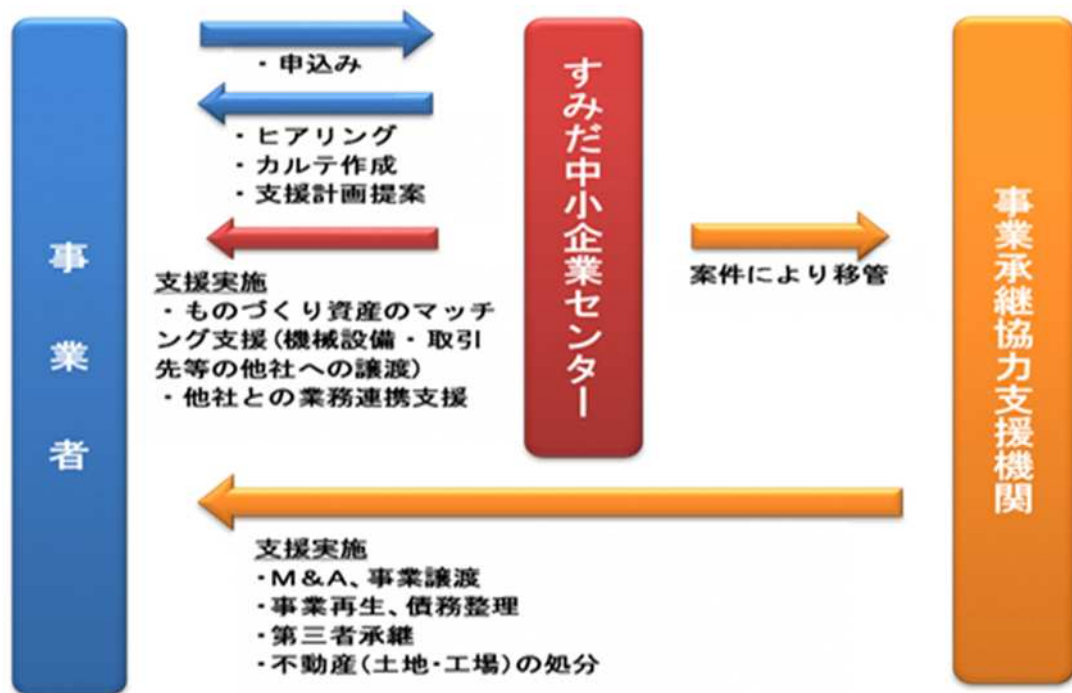 事業者
・申込み
・ヒアリング
・カルテ作成
・支援計画提案
支援実施
・ものづくり資産のマッチ
ング支援(機械設備・取引
先等の他社への譲渡)
・他社との業務連携支援
すみだ中小企業センター
案件により移管
事業承継協力支援機関
支援実施
・M&A、事業譲渡
・事業再生、債務整理
・第三者承継
・不動産(土地・工場)の処分